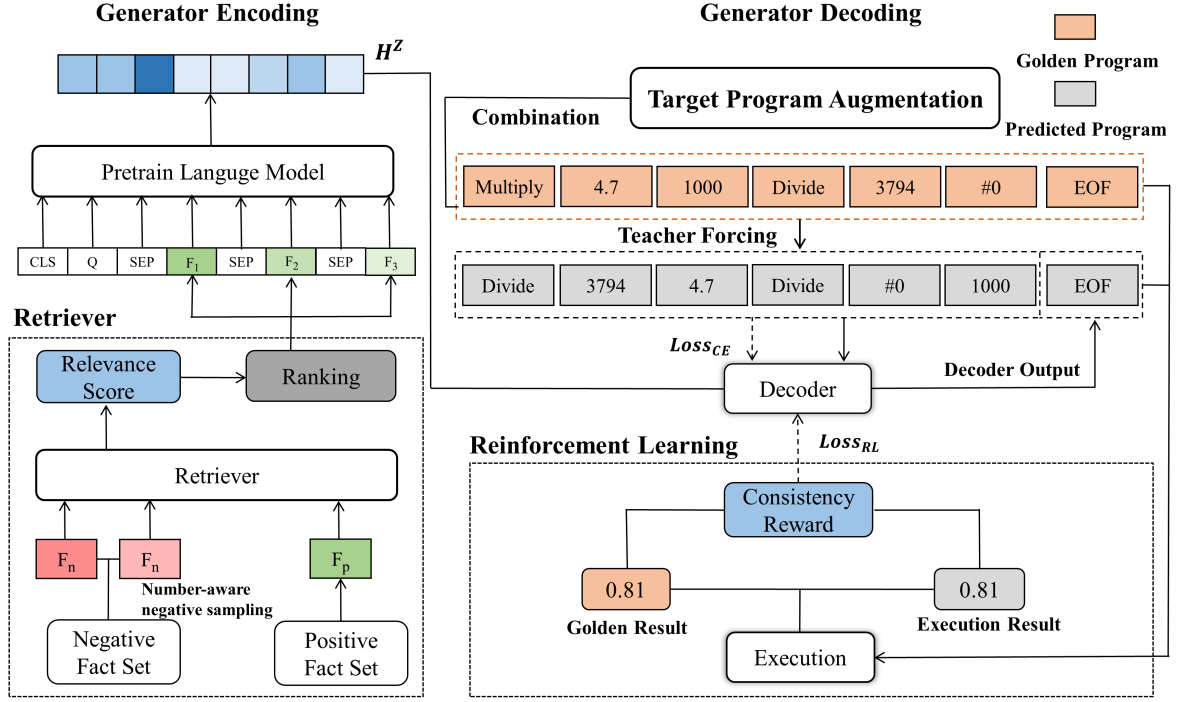 Generator Encoding
H^Z
Pretrain Languge Model
CLS Q SEP F₁ SEP F₂ SEP F₃
Retriever
Relevance
Score
Ranking
Retriever
Fₙ Fₙ Fₚ
Number-aware
negative sampling
Negative
Fact Set
Positive
Fact Set
Generator Decoding
Golden Program
Predicted Program
Target Program Augmentation
Combination
Multiply 4.7 1000 Divide 3794 #0 EOF
Teacher Forcing
Divide 3794 4.7 Divide #0 1000 EOF
Loss_CE
Decoder
Decoder Output
Reinforcement Learning
Loss_RL
Consistency
Reward
0.81 0.81
Golden Result
Execution Result
Execution